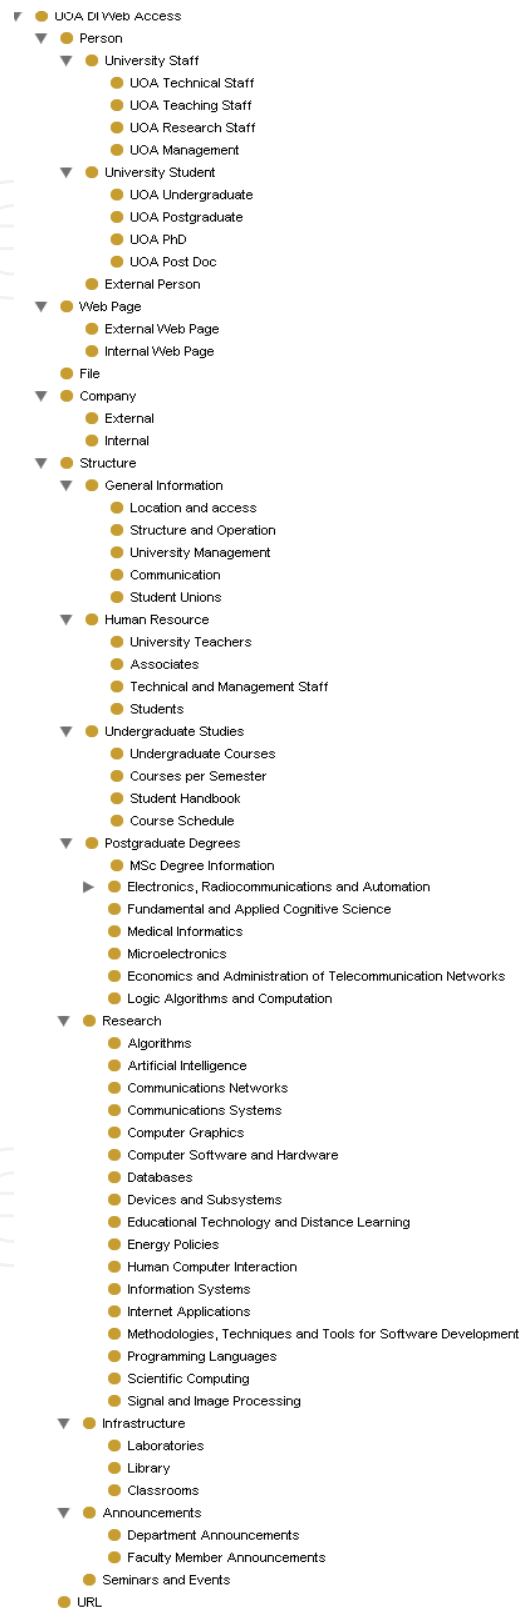 UOA DI Web Access
Person
University Staff
UOA Technical Staff
UOA Teaching Staff
UOA Research Staff
UOA Management
University Student
UOA Undergraduate
UOA Postgraduate
UOA PhD
UOA Post Doc
External Person
Web Page
External Web Page
Internal Web Page
File
Company
External
Internal
Structure
General Information
Location and access
Structure and Operation
University Management
Communication
Student Unions
Human Resource
University Teachers
Associates
Technical and Management Staff
Students
Undergraduate Studies
Undergraduate Courses
Courses per Semester
Student Handbook
Course Schedule
Postgraduate Degrees
MSc Degree Information
Electronics, Radiocommunications and Automation
Fundamental and Applied Cognitive Science
Medical Informatics
Microelectronics
Economics and Administration of Telecommunication Networks
Logic Algorithms and Computation
Research
Algorithms
Artificial Intelligence
Communications Networks
Communications Systems
Computer Graphics
Computer Software and Hardware
Databases
Devices and Subsystems
Educational Technology and Distance Learning
Energy Policies
Human Computer Interaction
Information Systems
Internet Applications
Methodologies, Techniques and Tools for Software Development
Programming Languages
Scientific Computing
Signal and Image Processing
Infrastructure
Laboratories
Library
Classrooms
Announcements
Department Announcements
Faculty Member Announcements
Seminars and Events
URL